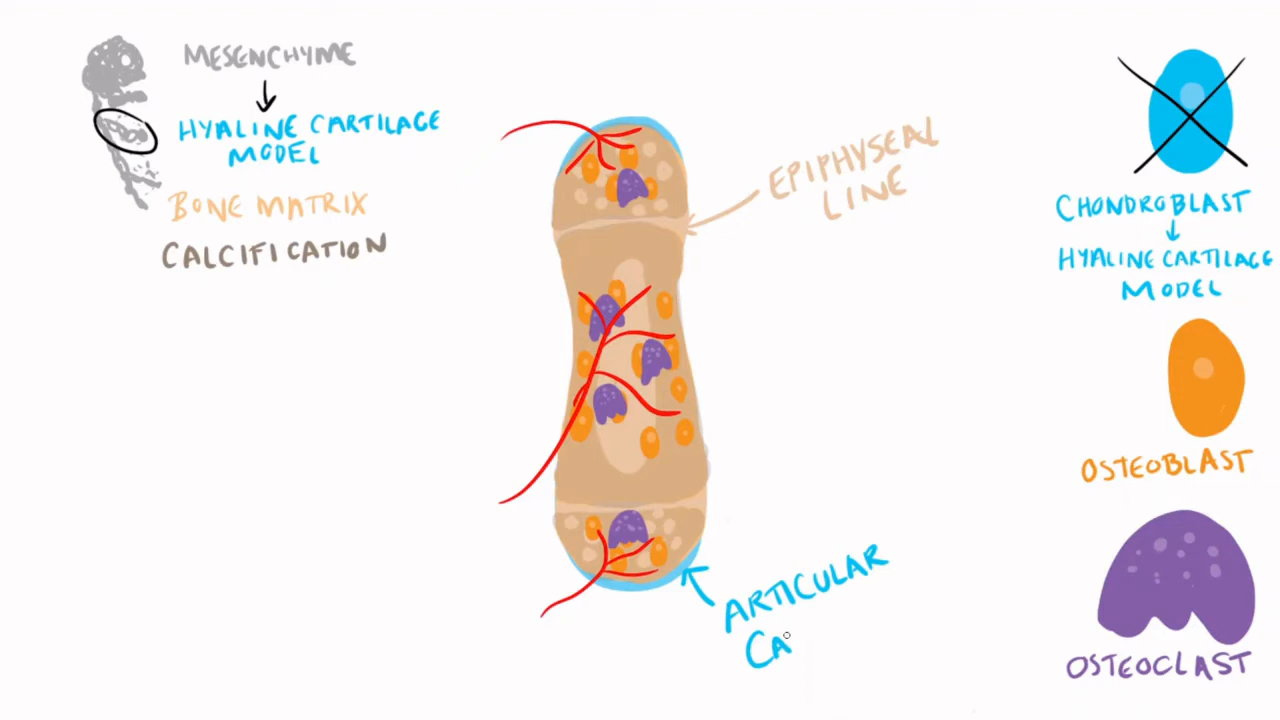 MESENCHYME
HYALINE CARTILAGE
MODEL
BONE MATRIX
CALCIFICATION
EPIPHYSEAL
LINE
ARTICULAR
CA
CHONDROBLAST
HYALINE CARTILAGE
MODEL
OSTEOBLAST
OSTEOCLAST